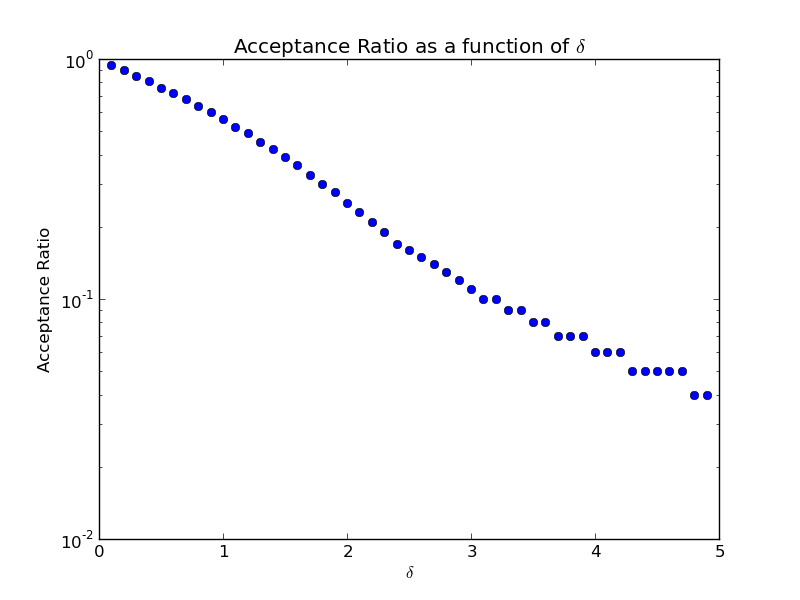 Acceptance Ratio as a function of δ
10^0
10^-1
10^-2
Acceptance Ratio
0 1 2 3 4 5
δ